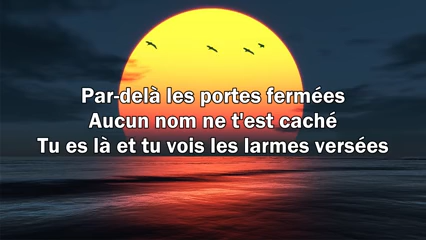 Par-delà les portes fermées
Aucun nom ne t'est caché
Tu es là et tu vois les larmes versées